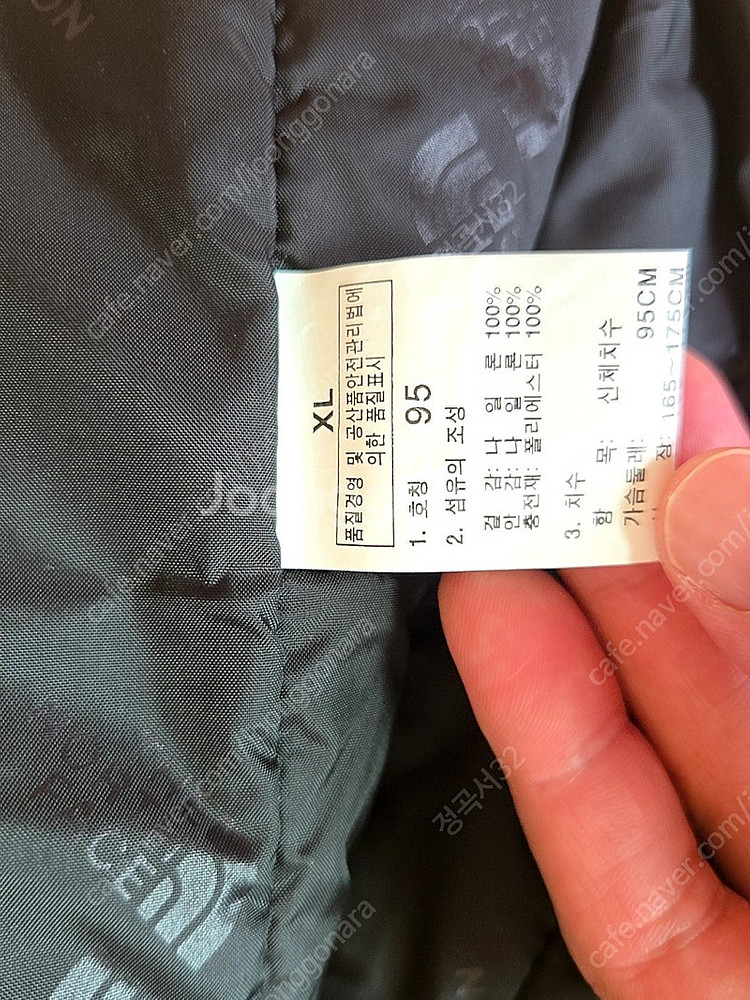 XL
품질경영 및 공산품안전관리법에
의한 품질표시
1. 호칭 95
2. 섬유의 조성
겉 감: 나 일 론 100%
안 감: 나 일 론 100%
충전재: 폴리에스터 100%
3. 치수
항 목: 신체치수
가슴둘레: 95CM
장: 165~175CM
cafe.naver.com/joonggonara
정곡서32